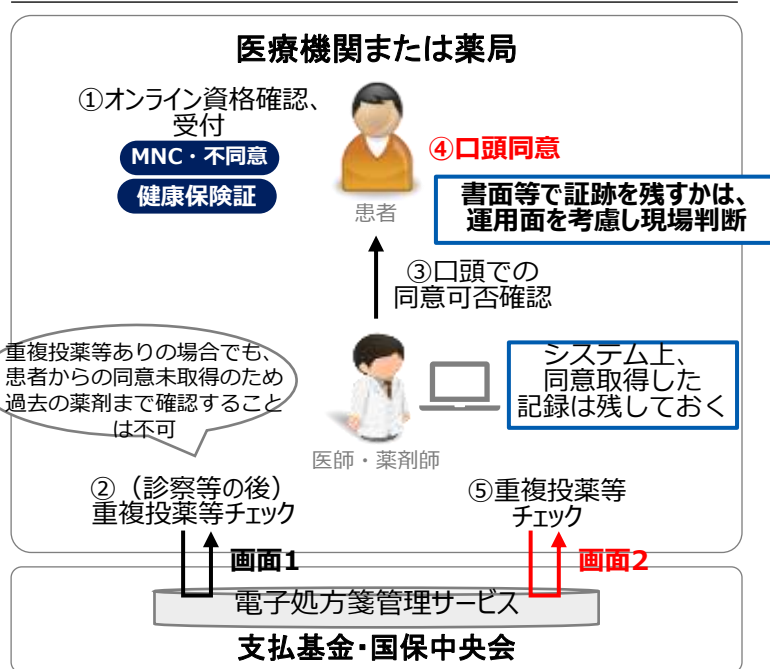 医療機関または薬局
①オンライン資格確認、
受付
MNC・不同意
健康保険証
患者
④口頭同意
書面等で証跡を残すかは、
運用面を考慮し現場判断
③口頭での
同意可否確認
重複投薬等ありの場合でも、
患者からの同意未取得のため
過去の薬剤まで確認すること
は不可
システム上、
同意取得した
記録は残しておく
医師・薬剤師
②（診察等の後）
重複投薬等チェック
⑤重複投薬等
チェック
画面1
画面2
電子処方箋管理サービス
支払基金・国保中央会